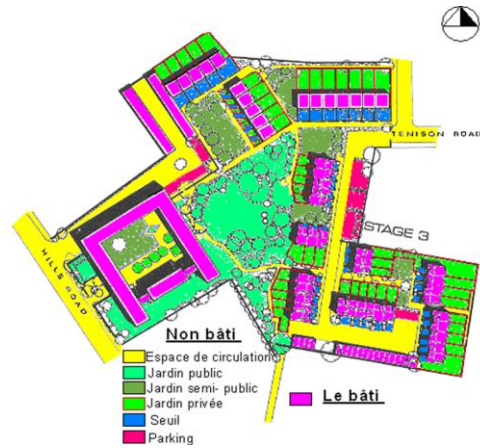 TENISON ROAD
STAGE 3
HILLS ROAD
Non bâti
Espace de circulation
Jardin public
Jardin semi- public
Jardin privée
Seuil
Parking
Le bâti